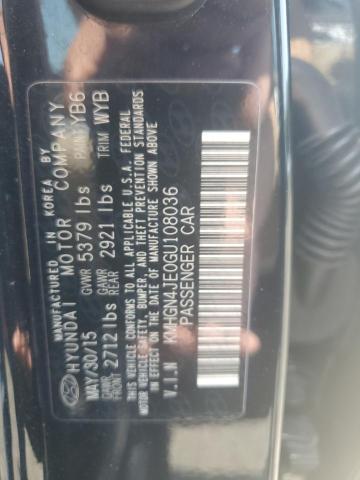 MANUFACTURED IN KOREA BY
HYUNDAI MOTOR COMPANY
MAY/30/15 GVWR 5379 lbs PAINT YB6
GAWR FRONT 2712 lbs GAWR REAR 2921 lbs TRIM WYB
THIS VEHICLE CONFORMS TO ALL APPLICABLE U.S.A. FEDERAL
MOTOR VEHICLE SAFETY, BUMPER, AND THEFT PREVENTION STANDARDS
IN EFFECT ON THE DATE OF MANUFACTURE SHOWN ABOVE.
V.I.N KMHGN4JE0GU108036
PASSENGER CAR